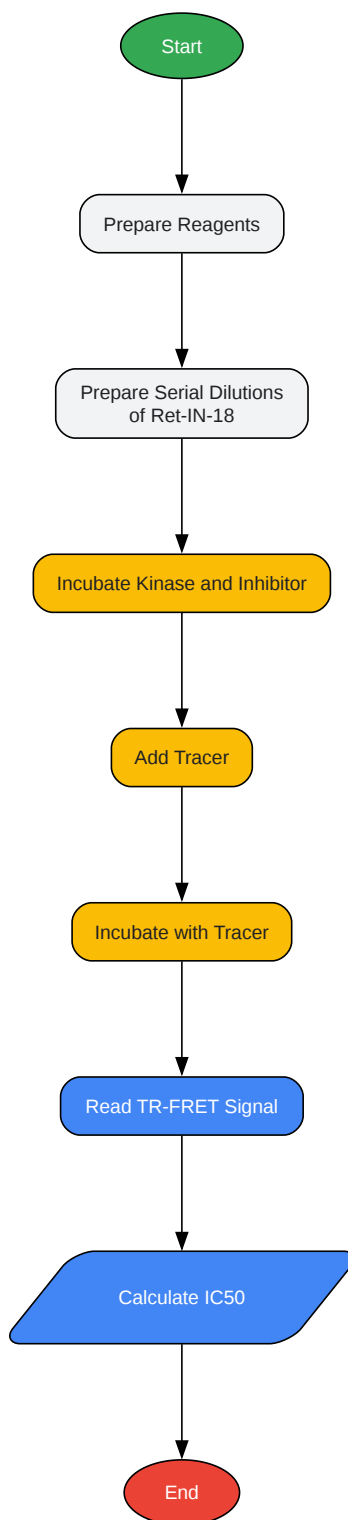 Start
Prepare Reagents
Prepare Serial Dilutions
of Ret-IN-18
Incubate Kinase and Inhibitor
Add Tracer
Incubate with Tracer
Read TR-FRET Signal
Calculate IC50
End